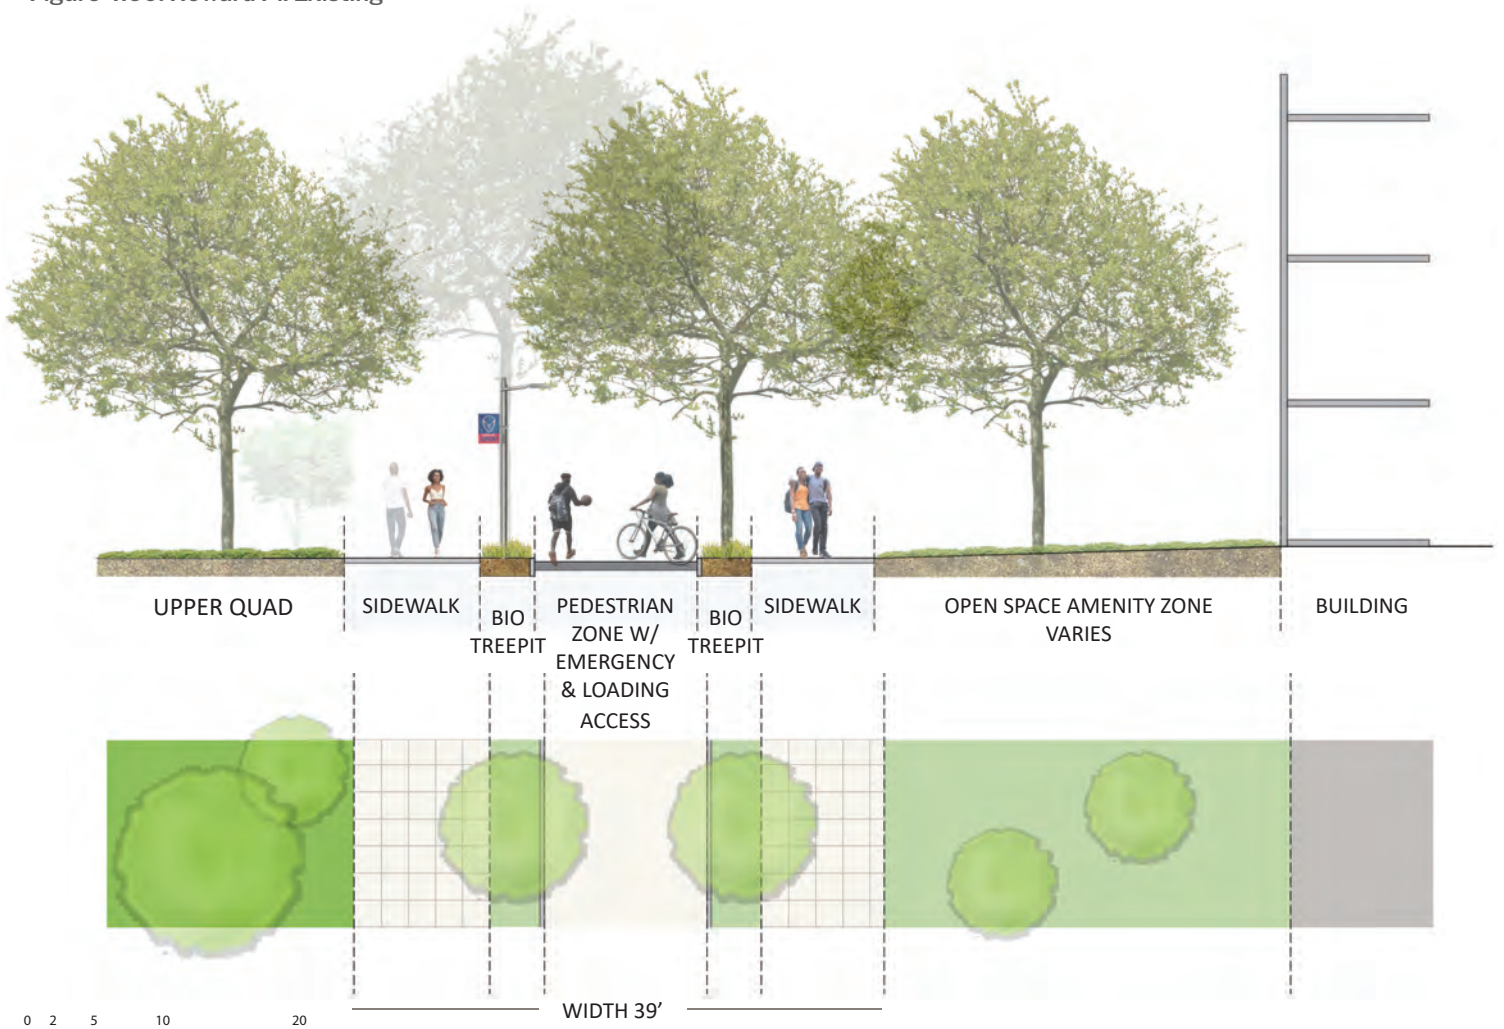 UPPER QUAD
SIDEWALK
BIO
TREEPIT
PEDESTRIAN
ZONE W/
EMERGENCY
& LOADING
ACCESS
BIO
TREEPIT
SIDEWALK
OPEN SPACE AMENITY ZONE
VARIES
BUILDING
WIDTH 39’
0 2 5 10 20